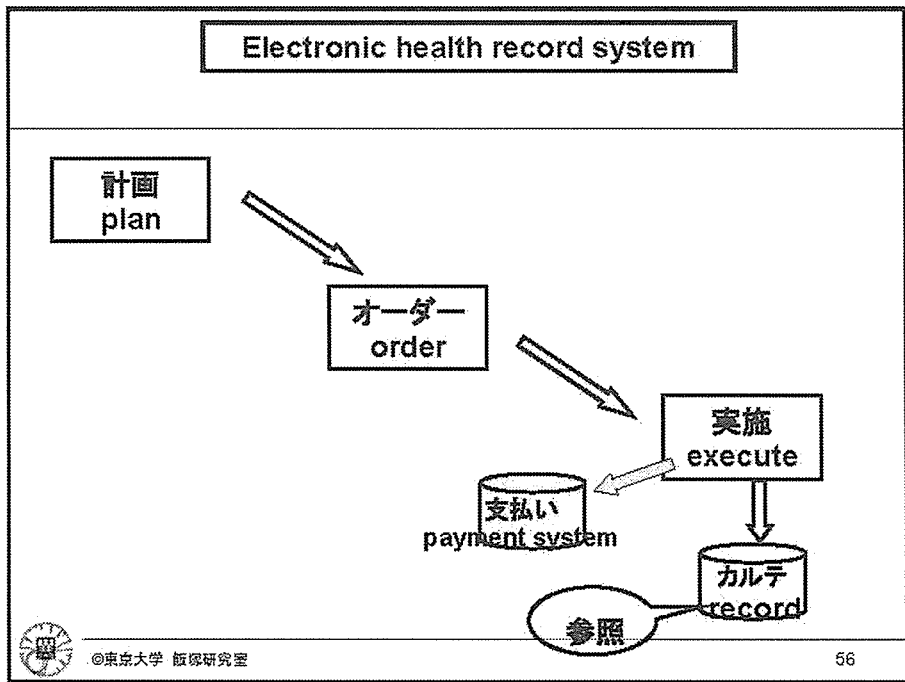 Electronic health record system
計画
plan
オーダー
order
実施
execute
支払い
payment system
カルテ
record
参照
©東京大学 飯塚研究室
56